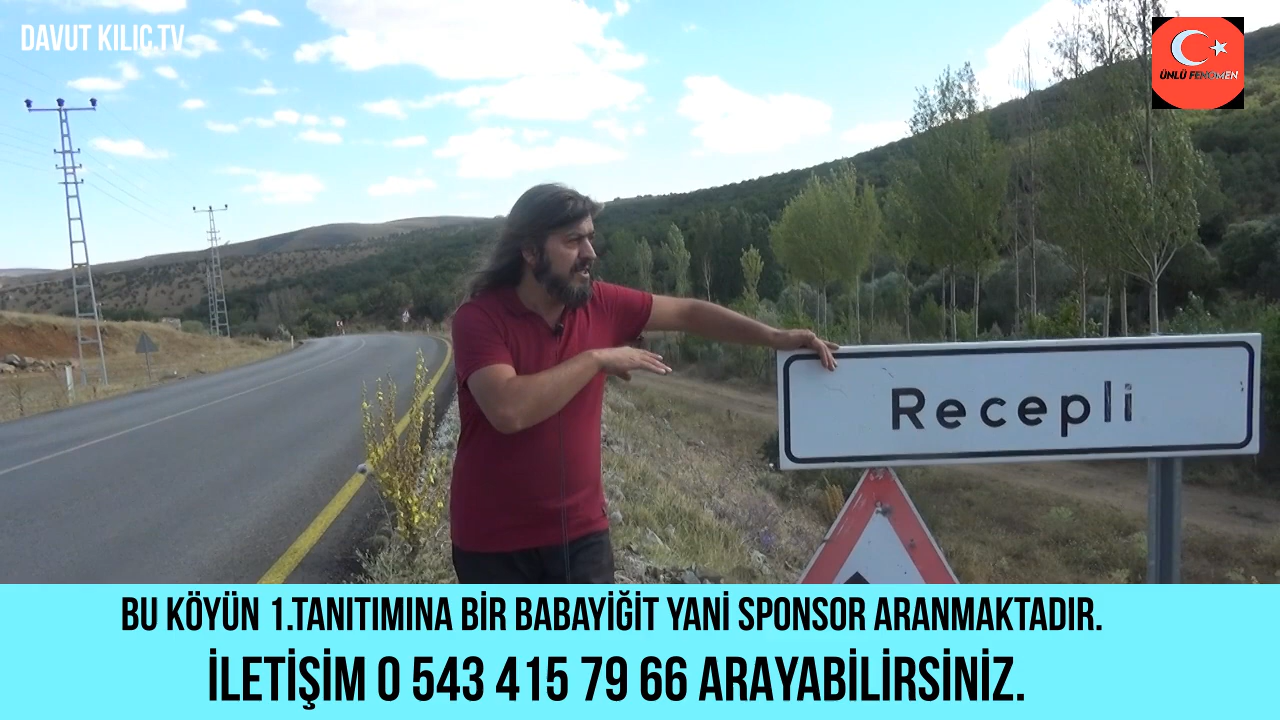 DAVUT KILIC.TV
ÜNLÜ FENOMEN
Recepli
BU KÖYÜN 1.TANITIMINA BİR BABAYİĞİT YANİ SPONSOR ARANMAKTADIR.
İLETİŞİM 0 543 415 79 66 ARAYABİLİRSİNİZ.